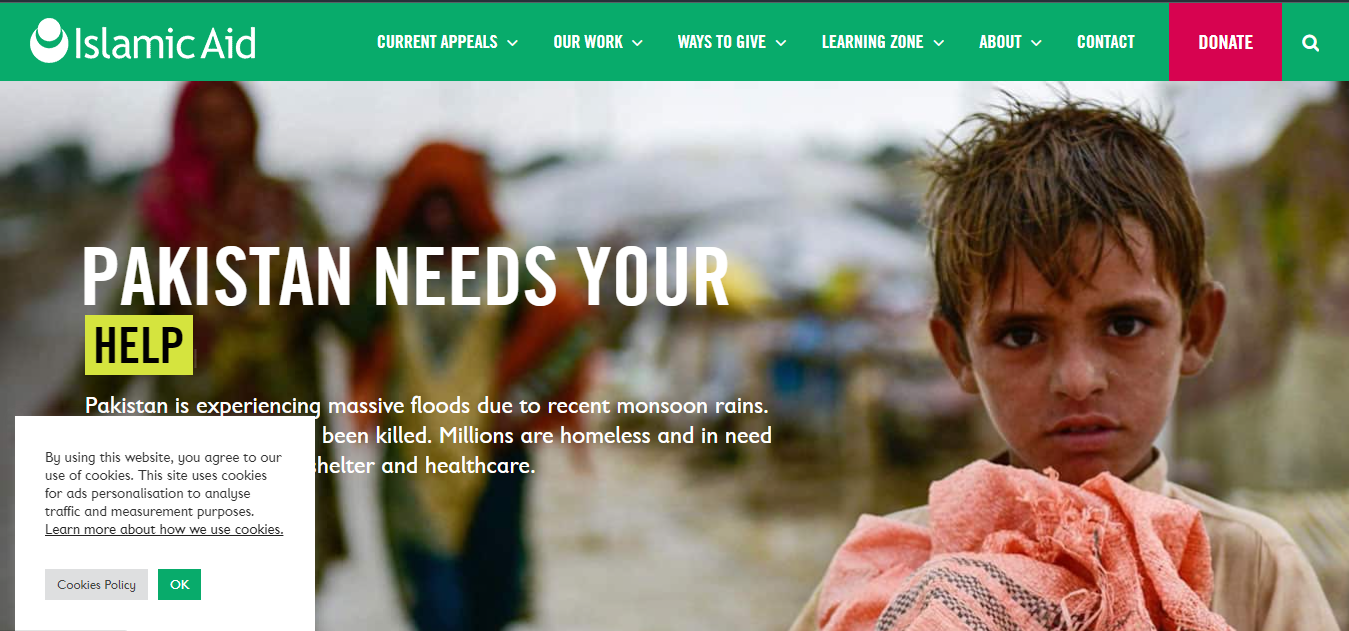 Islamic Aid
CURRENT APPEALS
OUR WORK
WAYS TO GIVE
LEARNING ZONE
ABOUT
CONTACT
DONATE
PAKISTAN NEEDS YOUR
HELP
Pakistan is experiencing massive floods due to recent monsoon rains.
been killed. Millions are homeless and in need
shelter and healthcare.
By using this website, you agree to our
use of cookies. This site uses cookies
for ads personalisation to analyse
traffic and measurement purposes.
Learn more about how we use cookies.
Cookies Policy
OK